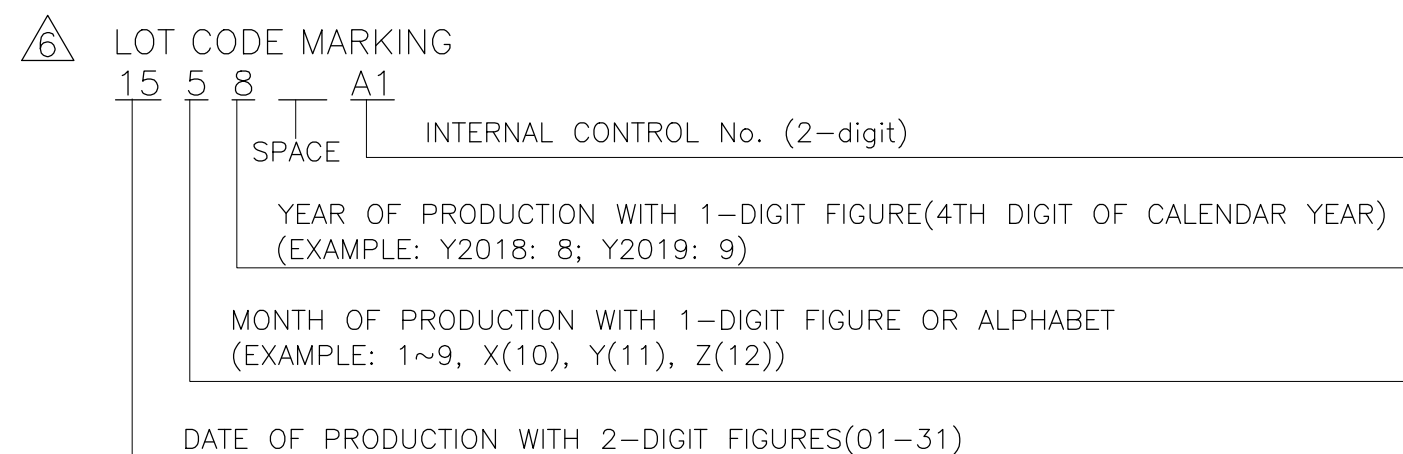 6 LOT CODE MARKING
15 5 8 __ A1
INTERNAL CONTROL No. (2-digit)
SPACE
YEAR OF PRODUCTION WITH 1-DIGIT FIGURE(4TH DIGIT OF CALENDAR YEAR)
(EXAMPLE: Y2018: 8; Y2019: 9)
MONTH OF PRODUCTION WITH 1-DIGIT FIGURE OR ALPHABET
(EXAMPLE: 1~9, X(10), Y(11), Z(12))
DATE OF PRODUCTION WITH 2-DIGIT FIGURES(01-31)